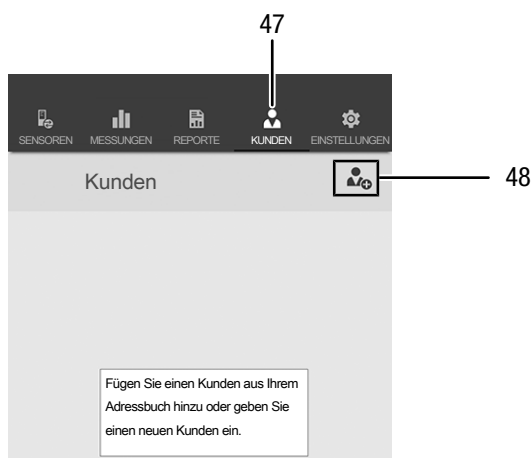 47
SENSOREN MESSUNGEN REPORTE KUNDEN EINSTELLUNGEN
Kunden
48
Fügen Sie einen Kunden aus Ihrem
Adressbuch hinzu oder geben Sie
einen neuen Kunden ein.